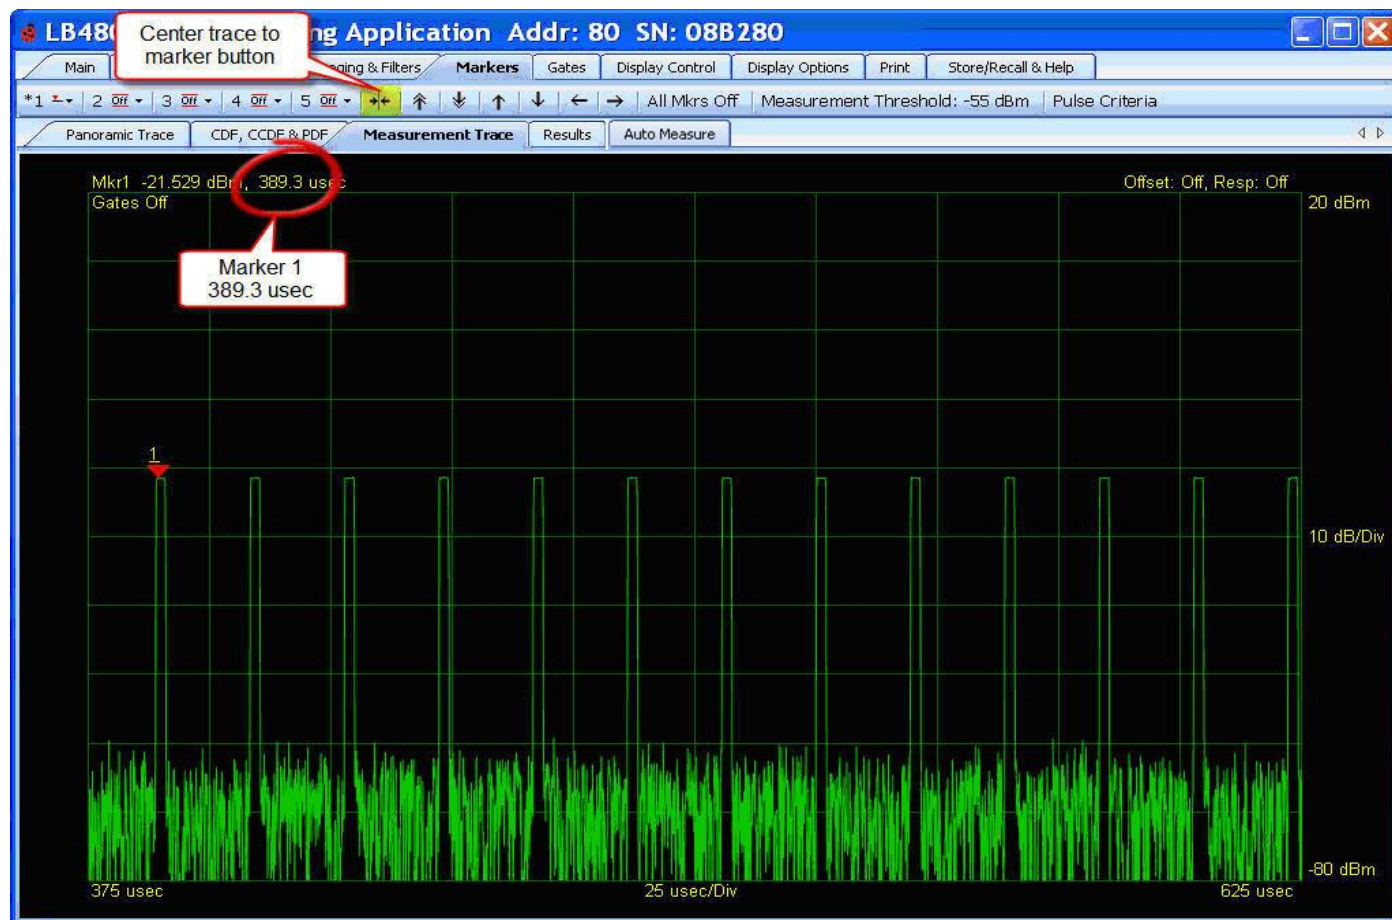 LB480 ng Application Addr: 80 SN: 08B280
Center trace to
marker button
Main ging & Filters Markers Gates Display Control Display Options Print Store/Recall & Help
*1 2 Off 3 Off 4 Off 5 Off All Mkrs Off Measurement Threshold: -55 dBm Pulse Criteria
Panoramic Trace CDF, CCDF & PDF Measurement Trace Results Auto Measure
Mkr1 -21.529 dBm, 389.3 usec Offset: Off, Resp: Off
Gates Off 20 dBm
Marker 1
389.3 usec
1
10 dB/Div
-80 dBm
375 usec 25 usec/Div 625 usec